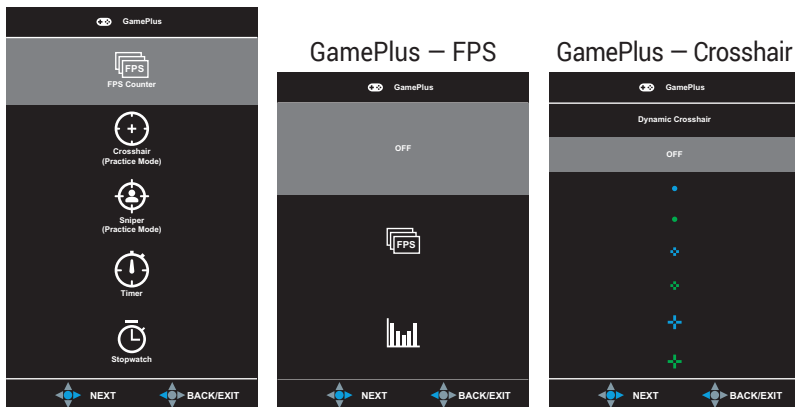 GamePlus
FPS
FPS Counter
Crosshair
(Practice Mode)
Sniper
(Practice Mode)
Timer
Stopwatch
NEXT BACK/EXIT
GamePlus – FPS
GamePlus
OFF
FPS
NEXT BACK/EXIT
GamePlus – Crosshair
GamePlus
Dynamic Crosshair
OFF
NEXT BACK/EXIT